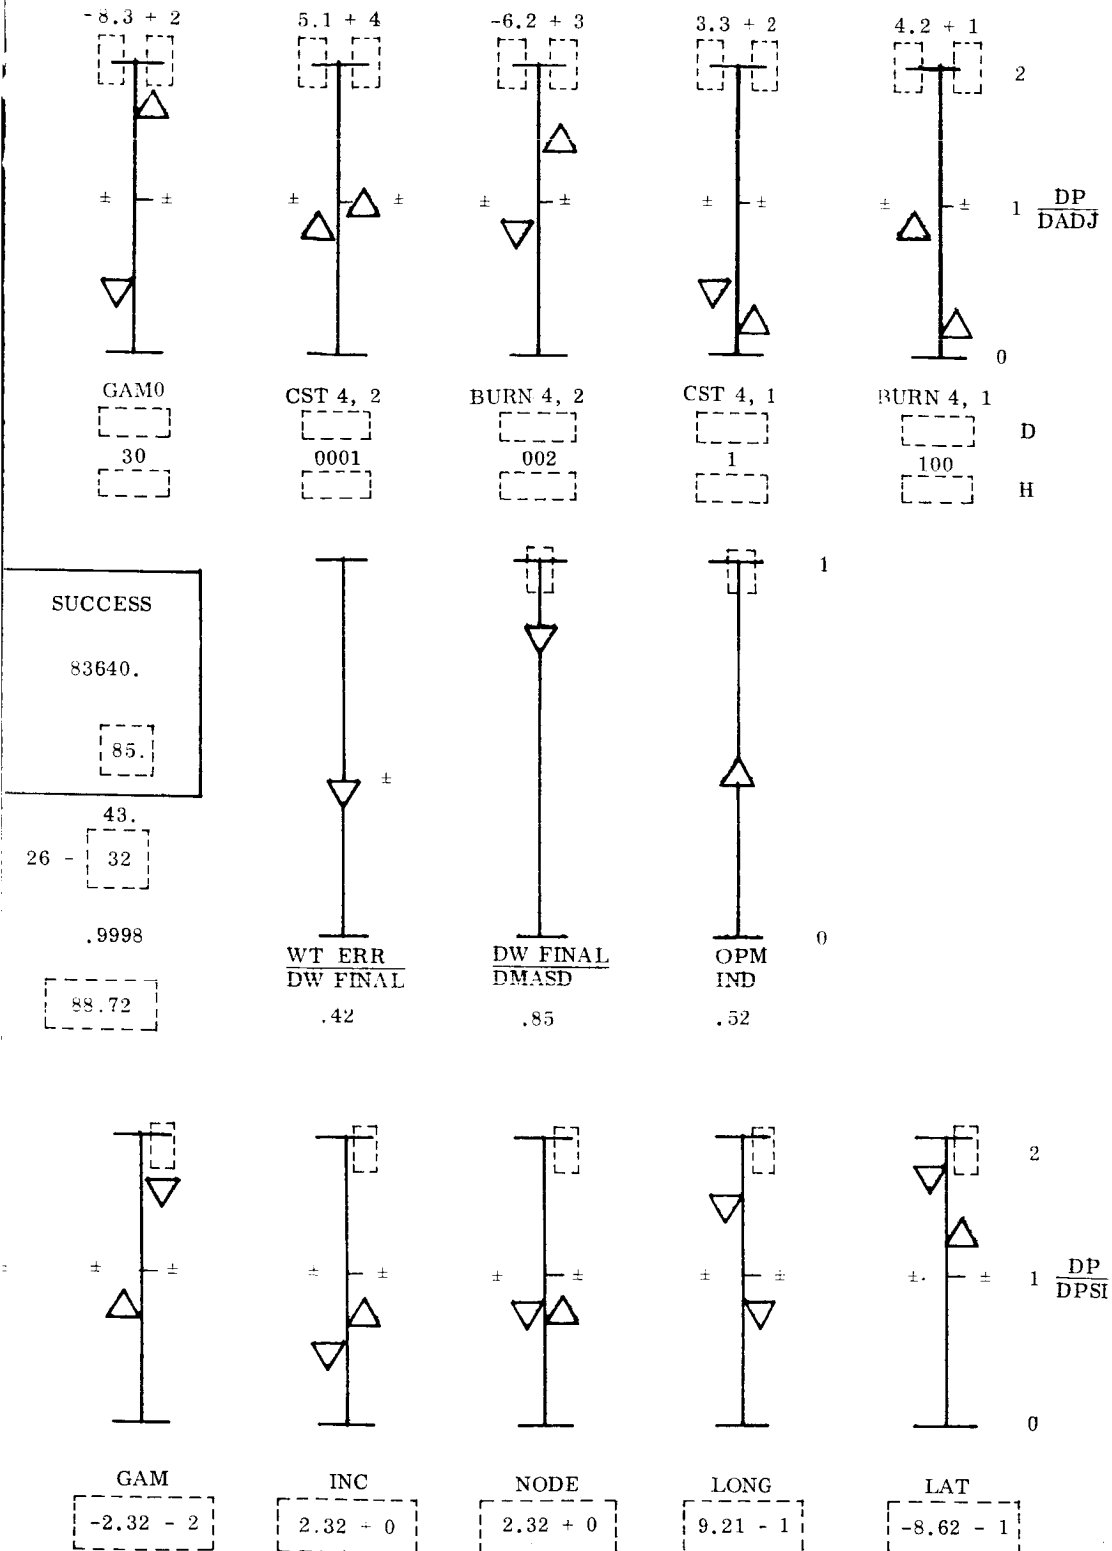 -8.3 + 2 5.1 + 4 -6.2 + 3 3.3 + 2 4.2 + 1
2
± ± ± ± ± ± ± ± ± ± 1 DP
DADJ
0
GAM0 CST 4, 2 BURN 4, 2 CST 4, 1 BURN 4, 1
D
30 0001 002 1 100
H
1
SUCCESS
83640.
85.
±
43.
26 - 32
.9998
0
WT ERR DW FINAL OPM
DW FINAL DMASD IND
88.72
.42 .85 .52
2
± ± ± ± ± ± ± ± ± ± ± 1 DP
DPSI
0
GAM INC NODE LONG LAT
-2.32 - 2 2.32 + 0 2.32 + 0 9.21 - 1 -8.62 - 1